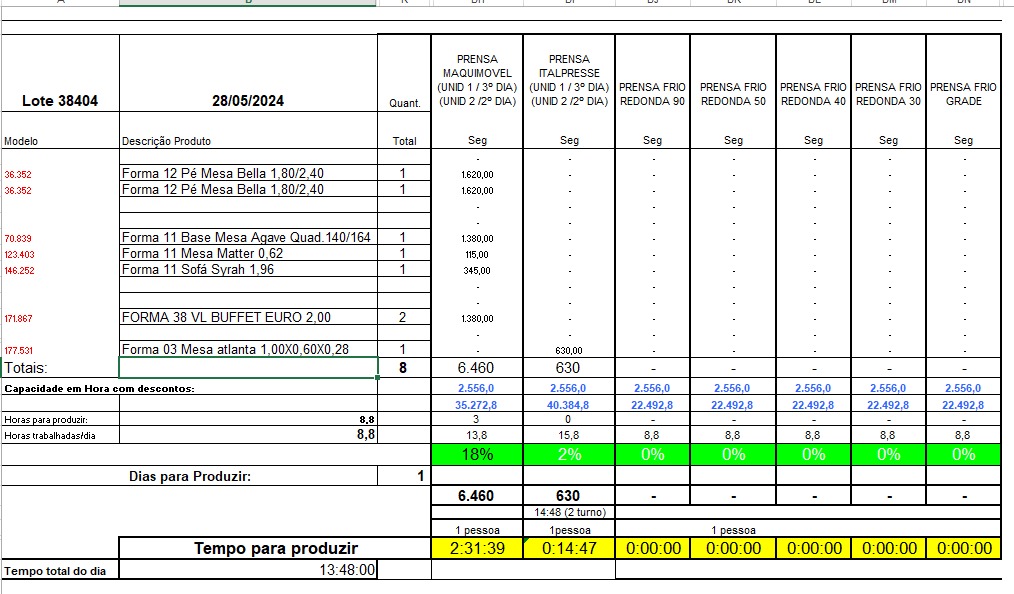 PRENSA MAQUIMOVEL (UNID 1 / 3º DIA) (UNID 2 /2º DIA)
PRENSA ITALPRESSE (UNID 1 / 3º DIA) (UNID 2 /2º DIA)
PRENSA FRIO REDONDA 90
PRENSA FRIO REDONDA 50
PRENSA FRIO REDONDA 40
PRENSA FRIO REDONDA 30
PRENSA FRIO GRADE
Lote 38404 28/05/2024 Quant.
Modelo Descrição Produto Total Seg Seg Seg Seg Seg Seg Seg
- - - - - - -
36.352 Forma 12 Pé Mesa Bella 1,80/2,40 1 1.620,00 - - - - - -
36.352 Forma 12 Pé Mesa Bella 1,80/2,40 1 1.620,00 - - - - - -
- - - - - - -
- - - - - - -
70.839 Forma 11 Base Mesa Agave Quad.140/164 1 1.380,00 - - - - - -
123.403 Forma 11 Mesa Matter 0,62 1 115,00 - - - - - -
146.252 Forma 11 Sofá Syrah 1,96 1 345,00 - - - - - -
- - - - - - -
- - - - - - -
171.867 FORMA 38 VL BUFFET EURO 2,00 2 1.380,00 - - - - - -
- - - - - - -
177.531 Forma 03 Mesa atlanta 1,00X0,60X0,28 1 - 630,00 - - - - -
Totais: 8 6.460 630 - - - - -
Capacidade em Hora com descontos: 2.556,0 2.556,0 2.556,0 2.556,0 2.556,0 2.556,0 2.556,0
35.272,8 40.384,8 22.492,8 22.492,8 22.492,8 22.492,8 22.492,8
Horas para produzir: 8,8 3 0
Horas trabalhadas/dia 8,8 13,8 15,8 8,8 8,8 8,8 8,8 8,8
18% 2% 0% 0% 0% 0% 0%
Dias para Produzir: 1
6.460 630 - - - - -
14:48 (2 turno)
1 pessoa 1pessoa 1 pessoa
Tempo para produzir 2:31:39 0:14:47 0:00:00 0:00:00 0:00:00 0:00:00 0:00:00
Tempo total do dia 13:48:00